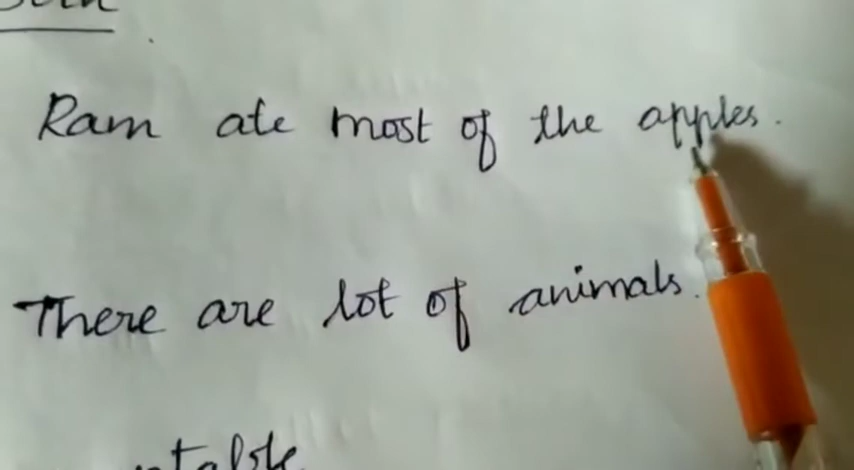 Ram ate most of the apples.
There are lot of animals.